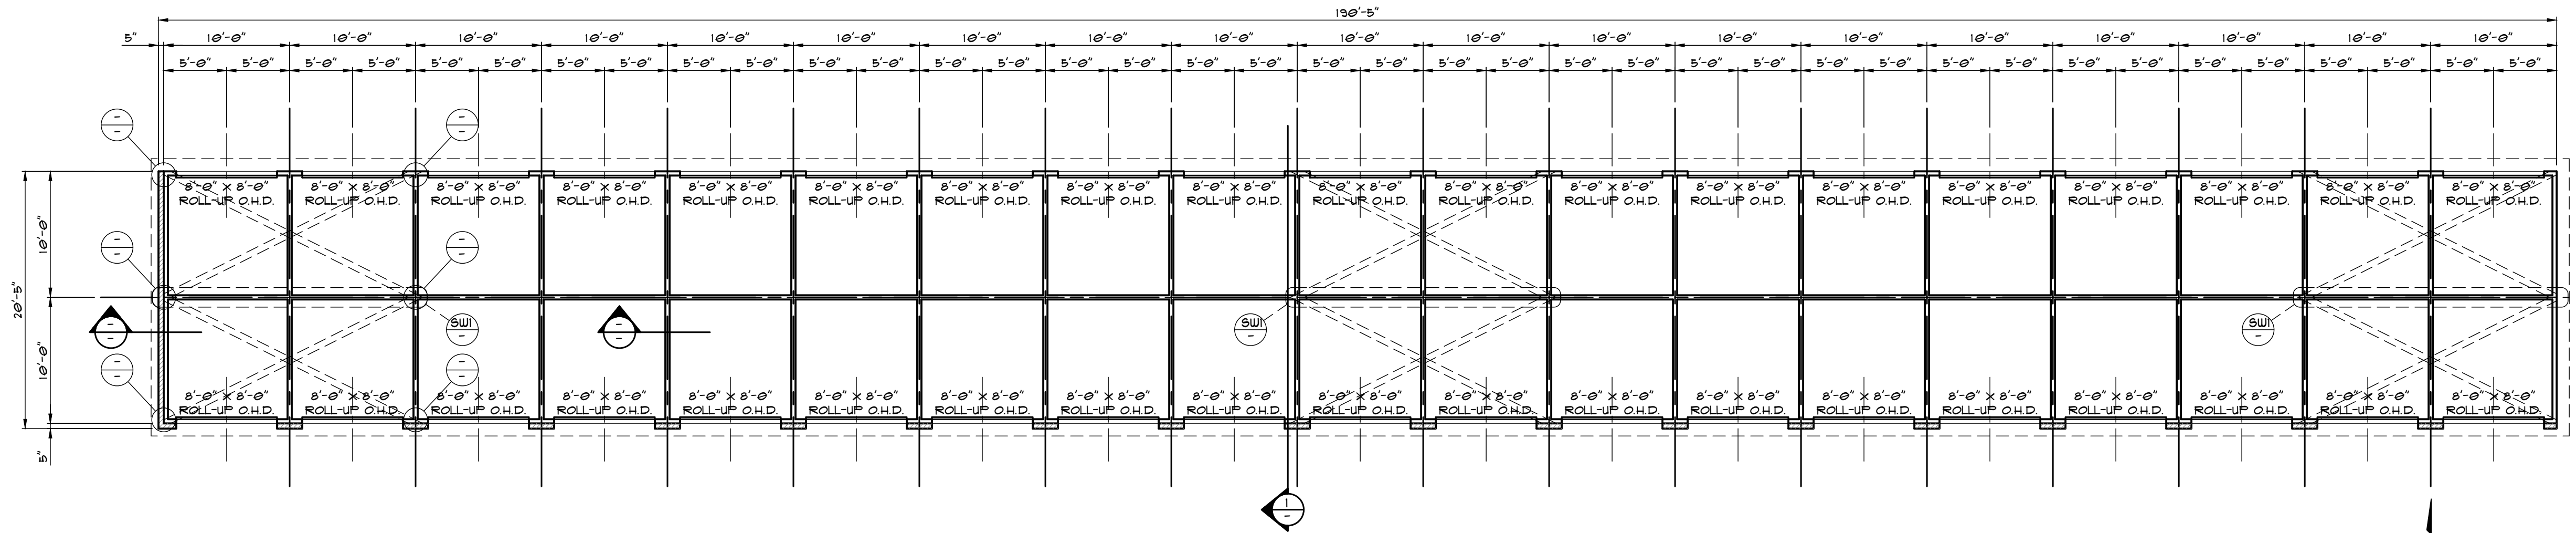 190'-5"
5" 10'-0" 10'-0" 10'-0" 10'-0" 10'-0" 10'-0" 10'-0" 10'-0" 10'-0" 10'-0" 10'-0" 10'-0" 10'-0" 10'-0" 10'-0" 10'-0" 10'-0" 10'-0" 10'-0"
5'-0" 5'-0" 5'-0" 5'-0" 5'-0" 5'-0" 5'-0" 5'-0" 5'-0" 5'-0" 5'-0" 5'-0" 5'-0" 5'-0" 5'-0" 5'-0" 5'-0" 5'-0" 5'-0" 5'-0" 5'-0" 5'-0" 5'-0" 5'-0" 5'-0" 5'-0" 5'-0" 5'-0" 5'-0" 5'-0" 5'-0" 5'-0" 5'-0" 5'-0" 5'-0" 5'-0" 5'-0" 5'-0"
- -
- -
8'-0" x 8'-0" 8'-0" x 8'-0" 8'-0" x 8'-0" 8'-0" x 8'-0" 8'-0" x 8'-0" 8'-0" x 8'-0" 8'-0" x 8'-0" 8'-0" x 8'-0" 8'-0" x 8'-0" 8'-0" x 8'-0" 8'-0" x 8'-0" 8'-0" x 8'-0" 8'-0" x 8'-0" 8'-0" x 8'-0" 8'-0" x 8'-0" 8'-0" x 8'-0" 8'-0" x 8'-0" 8'-0" x 8'-0" 8'-0" x 8'-0"
ROLL-UP O.H.D. ROLL-UP O.H.D. ROLL-UP O.H.D. ROLL-UP O.H.D. ROLL-UP O.H.D. ROLL-UP O.H.D. ROLL-UP O.H.D. ROLL-UP O.H.D. ROLL-UP O.H.D. ROLL-UP O.H.D. ROLL-UP O.H.D. ROLL-UP O.H.D. ROLL-UP O.H.D. ROLL-UP O.H.D. ROLL-UP O.H.D. ROLL-UP O.H.D. ROLL-UP O.H.D. ROLL-UP O.H.D. ROLL-UP O.H.D.
10'-0"
- -
- -
20'-5"
- SW1 - SW1 SW1
- - - - -
10'-0"
- -
- -
8'-0" x 8'-0" 8'-0" x 8'-0" 8'-0" x 8'-0" 8'-0" x 8'-0" 8'-0" x 8'-0" 8'-0" x 8'-0" 8'-0" x 8'-0" 8'-0" x 8'-0" 8'-0" x 8'-0" 8'-0" x 8'-0" 8'-0" x 8'-0" 8'-0" x 8'-0" 8'-0" x 8'-0" 8'-0" x 8'-0" 8'-0" x 8'-0" 8'-0" x 8'-0" 8'-0" x 8'-0" 8'-0" x 8'-0" 8'-0" x 8'-0"
ROLL-UP O.H.D. ROLL-UP O.H.D. ROLL-UP O.H.D. ROLL-UP O.H.D. ROLL-UP O.H.D. ROLL-UP O.H.D. ROLL-UP O.H.D. ROLL-UP O.H.D. ROLL-UP O.H.D. ROLL-UP O.H.D. ROLL-UP O.H.D. ROLL-UP O.H.D. ROLL-UP O.H.D. ROLL-UP O.H.D. ROLL-UP O.H.D. ROLL-UP O.H.D. ROLL-UP O.H.D. ROLL-UP O.H.D. ROLL-UP O.H.D.
5"
1
-